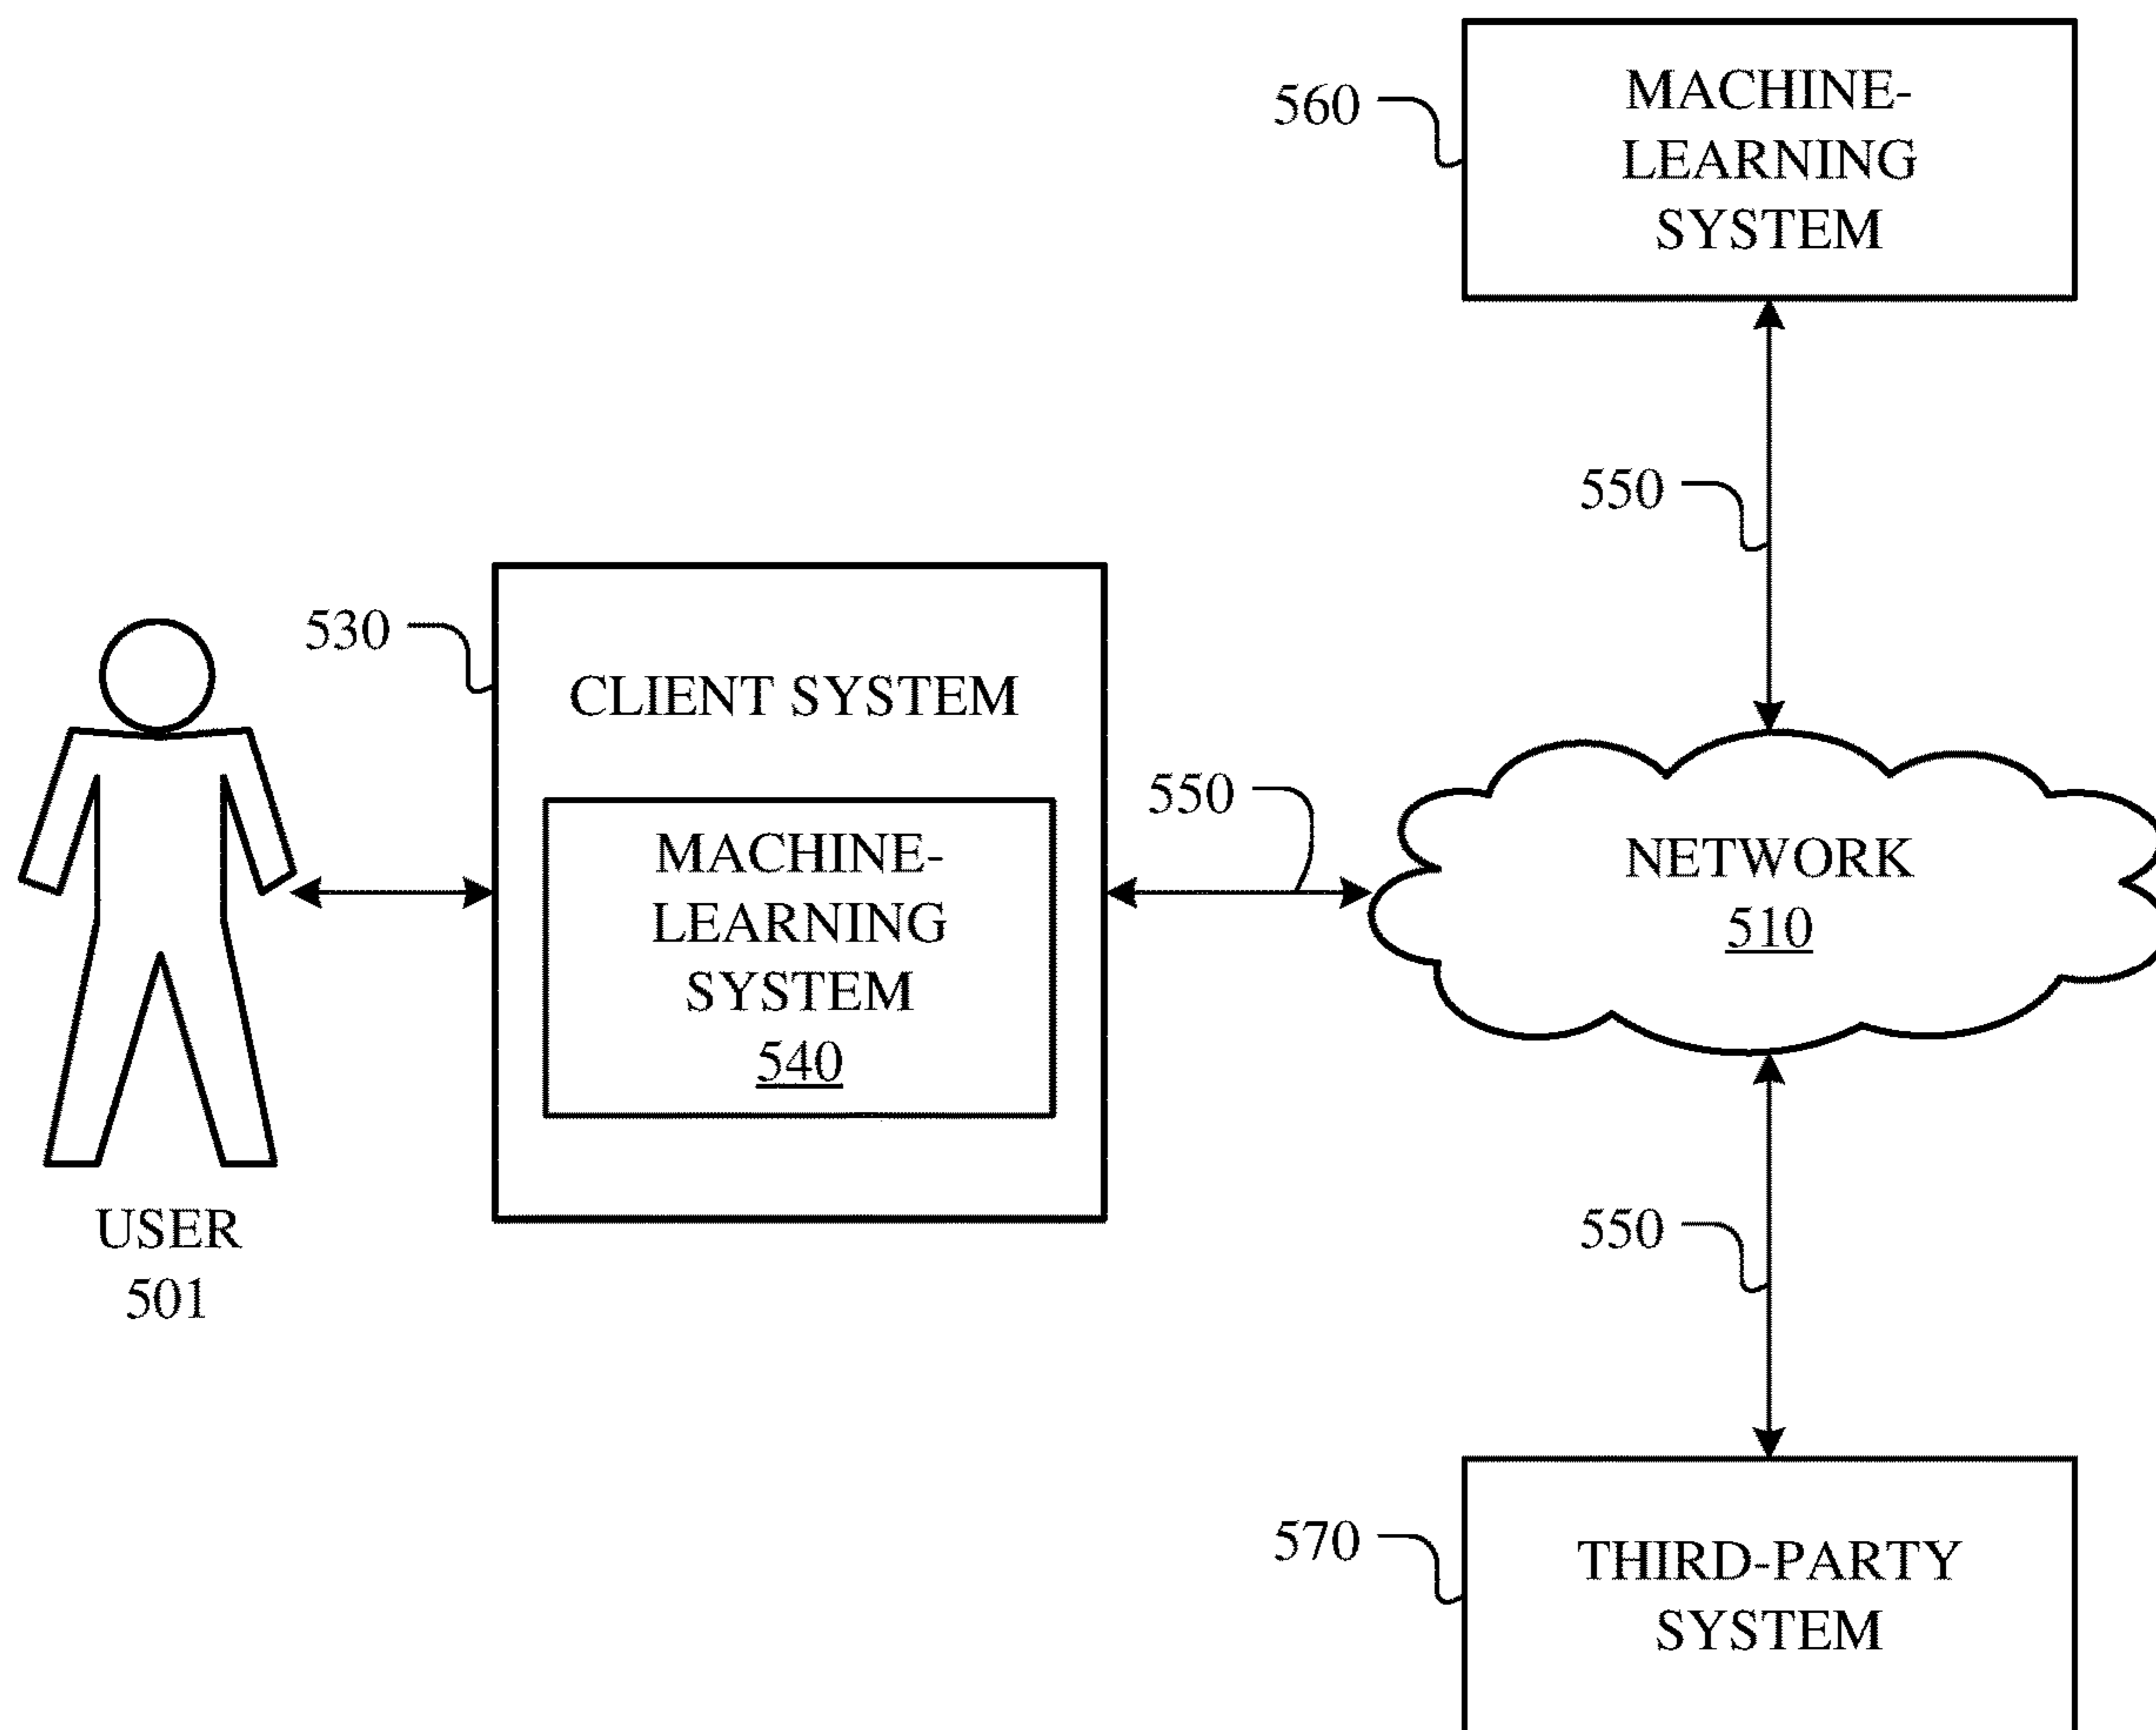 560
MACHINE-
LEARNING
SYSTEM
550
530
CLIENT SYSTEM
MACHINE-
LEARNING
SYSTEM
540
550
NETWORK
510
USER
501
550
570
THIRD-PARTY
SYSTEM